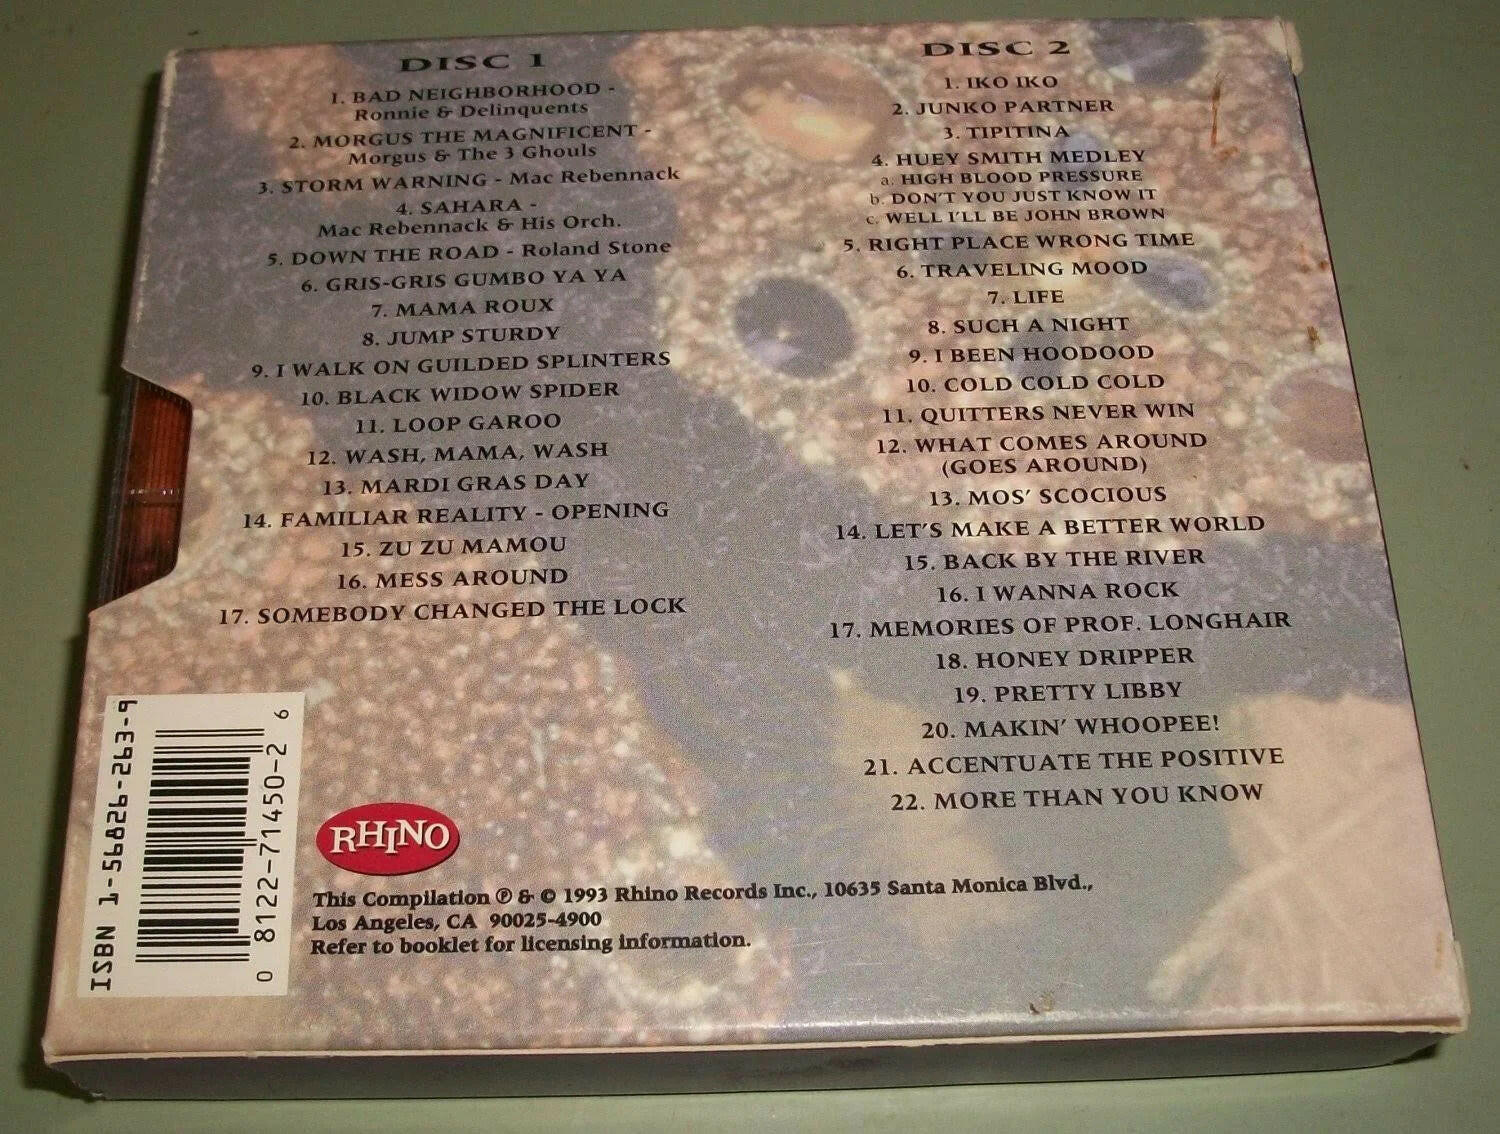 DISC 1
1. BAD NEIGHBORHOOD -
Ronnie & Delinquents
2. MORGUS THE MAGNIFICENT -
Morgus & The 3 Ghouls
3. STORM WARNING - Mac Rebennack
4. SAHARA -
Mac Rebennack & His Orch.
5. DOWN THE ROAD - Roland Stone
6. GRIS-GRIS GUMBO YA YA
7. MAMA ROUX
8. JUMP STURDY
9. I WALK ON GUILDED SPLINTERS
10. BLACK WIDOW SPIDER
11. LOOP GAROO
12. WASH, MAMA, WASH
13. MARDI GRAS DAY
14. FAMILIAR REALITY - OPENING
15. ZU ZU MAMOU
16. MESS AROUND
17. SOMEBODY CHANGED THE LOCK
DISC 2
1. IKO IKO
2. JUNKO PARTNER
3. TIPITINA
4. HUEY SMITH MEDLEY
a. HIGH BLOOD PRESSURE
b. DON'T YOU JUST KNOW IT
c. WELL I'LL BE JOHN BROWN
5. RIGHT PLACE WRONG TIME
6. TRAVELING MOOD
7. LIFE
8. SUCH A NIGHT
9. I BEEN HOODOOD
10. COLD COLD COLD
11. QUITTERS NEVER WIN
12. WHAT COMES AROUND
(GOES AROUND)
13. MOS' SCOCIOUS
14. LET'S MAKE A BETTER WORLD
15. BACK BY THE RIVER
16. I WANNA ROCK
17. MEMORIES OF PROF. LONGHAIR
18. HONEY DRIPPER
19. PRETTY LIBBY
20. MAKIN' WHOOPEE!
21. ACCENTUATE THE POSITIVE
22. MORE THAN YOU KNOW
ISBN 1-56826-263-9
0 8122-71450-2 6
RHINO
This Compilation ℗ & © 1993 Rhino Records Inc., 10635 Santa Monica Blvd.,
Los Angeles, CA 90025-4900
Refer to booklet for licensing information.